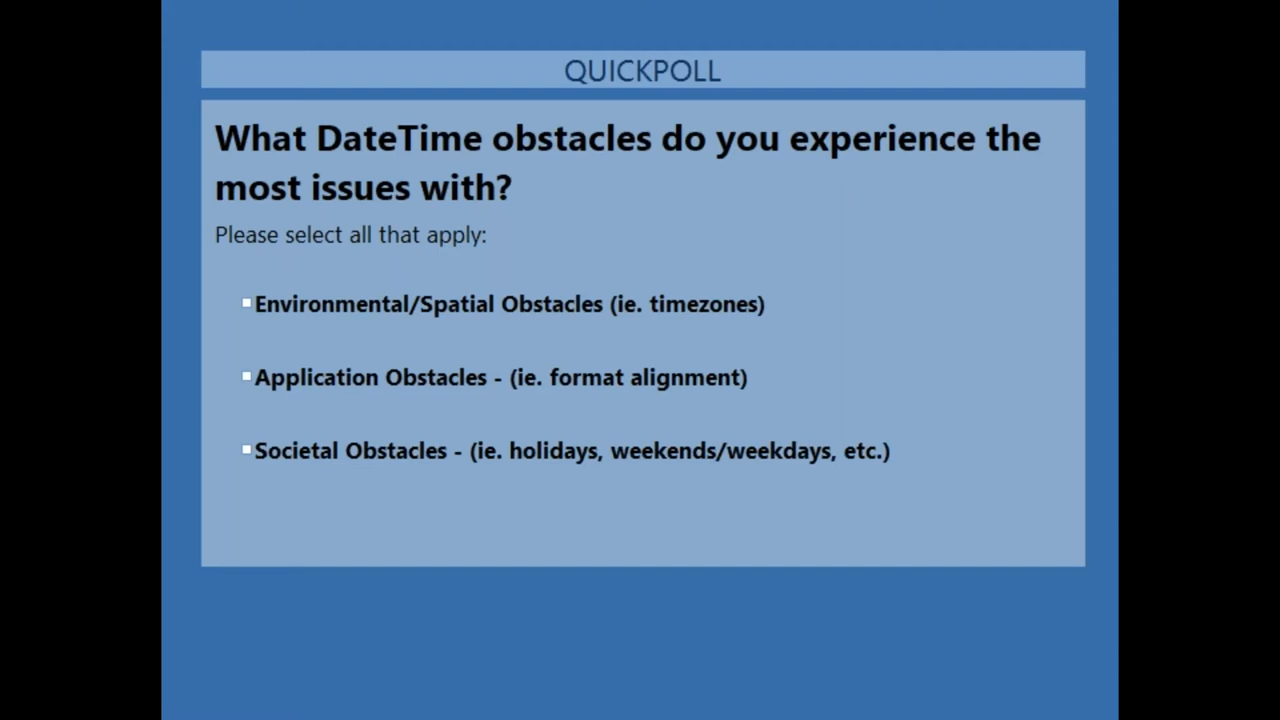 QUICKPOLL
What DateTime obstacles do you experience the
most issues with?
Please select all that apply:
Environmental/Spatial Obstacles (ie. timezones)
Application Obstacles - (ie. format alignment)
Societal Obstacles - (ie. holidays, weekends/weekdays, etc.)